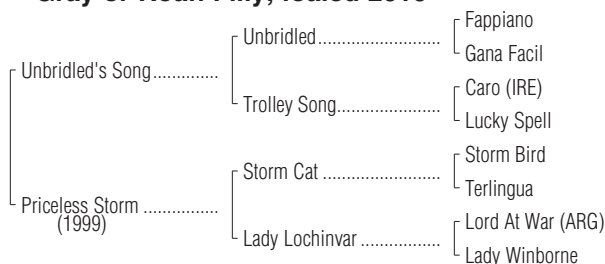 Gray or Roan Filly, foaled
Fappiano
Unbridled
Gana Facil
Unbridled's Song
Caro (IRE)
Trolley Song
Lucky Spell
Storm Bird
Storm Cat
Terlingua
Priceless Storm
(1999)
Lord At War (ARG)
Lady Lochinvar
Lady Winborne